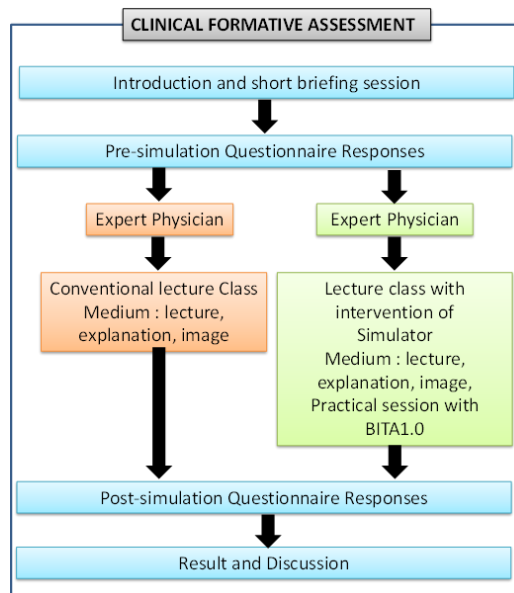 CLINICAL FORMATIVE ASSESSMENT
Introduction and short briefing session
Pre-simulation Questionnaire Responses
Expert Physician
Expert Physician
Conventional lecture Class
Medium : lecture,
explanation, image
Lecture class with
intervention of
Simulator
Medium : lecture,
explanation, image,
Practical session with
BITA1.0
Post-simulation Questionnaire Responses
Result and Discussion